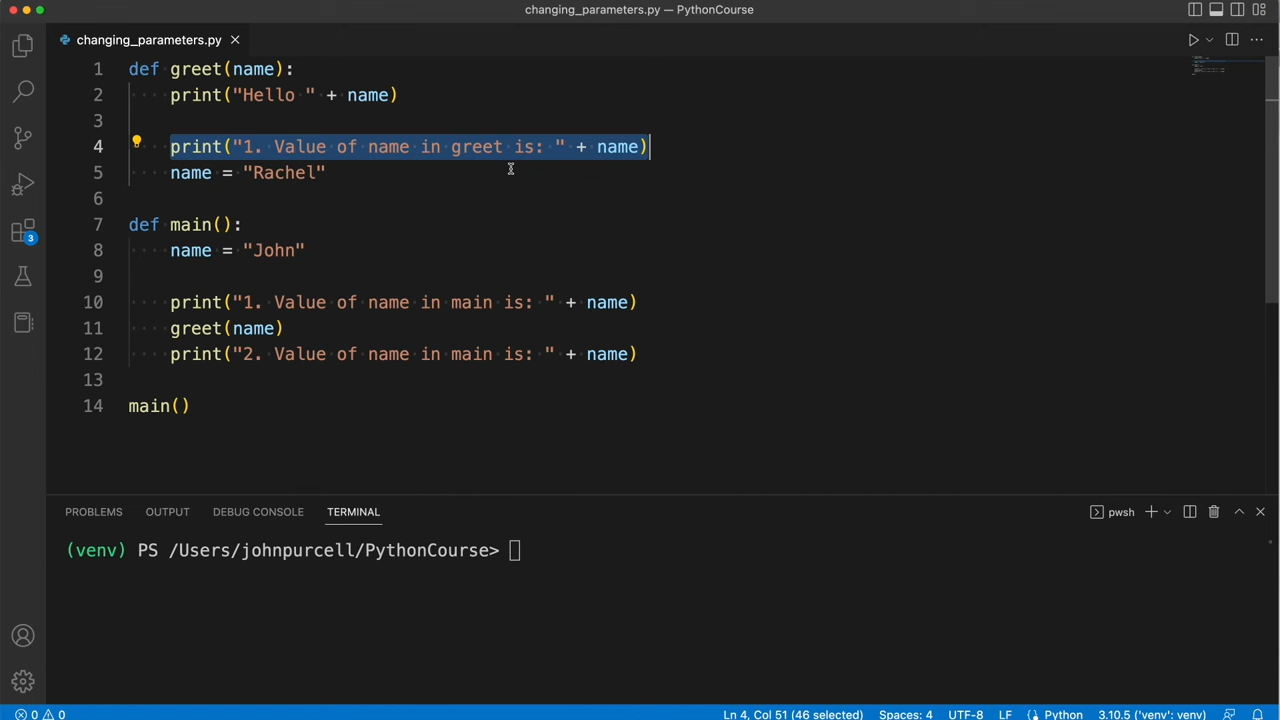 changing_parameters.py — PythonCourse
changing_parameters.py
1 def greet(name):
2 print("Hello " + name)
3
4 print("1. Value of name in greet is: " + name)
5 name = "Rachel"
6
7 def main():
8 name = "John"
9
10 print("1. Value of name in main is: " + name)
11 greet(name)
12 print("2. Value of name in main is: " + name)
13
14 main()
3
PROBLEMS OUTPUT DEBUG CONSOLE TERMINAL pwsh
(venv) PS /Users/johnpurcell/PythonCourse>
0 0 Ln 4, Col 51 (46 selected) Spaces: 4 UTF-8 LF Python 3.10.5 ('venv': venv)